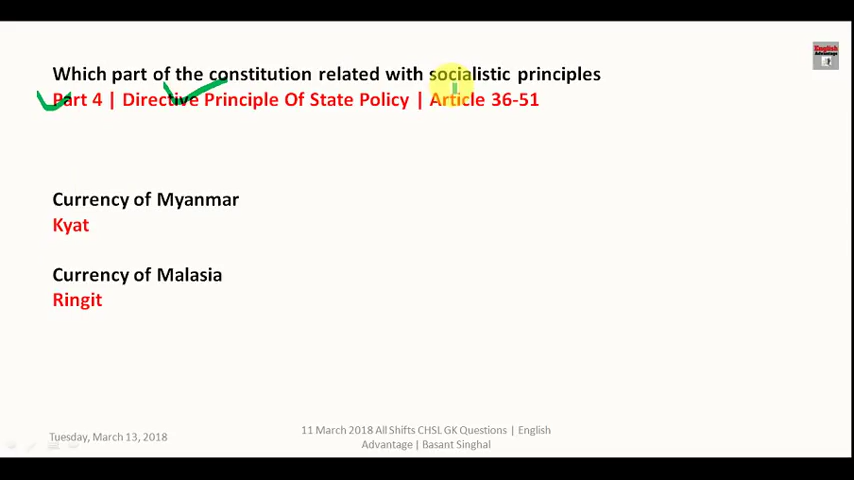 English
Advantage
Which part of the constitution related with socialistic principles
Part 4 | Directive Principle Of State Policy | Article 36-51
Currency of Myanmar
Kyat
Currency of Malasia
Ringit
Tuesday, March 13, 2018
11 March 2018 All Shifts CHSL GK Questions | English
Advantage | Basant Singhal